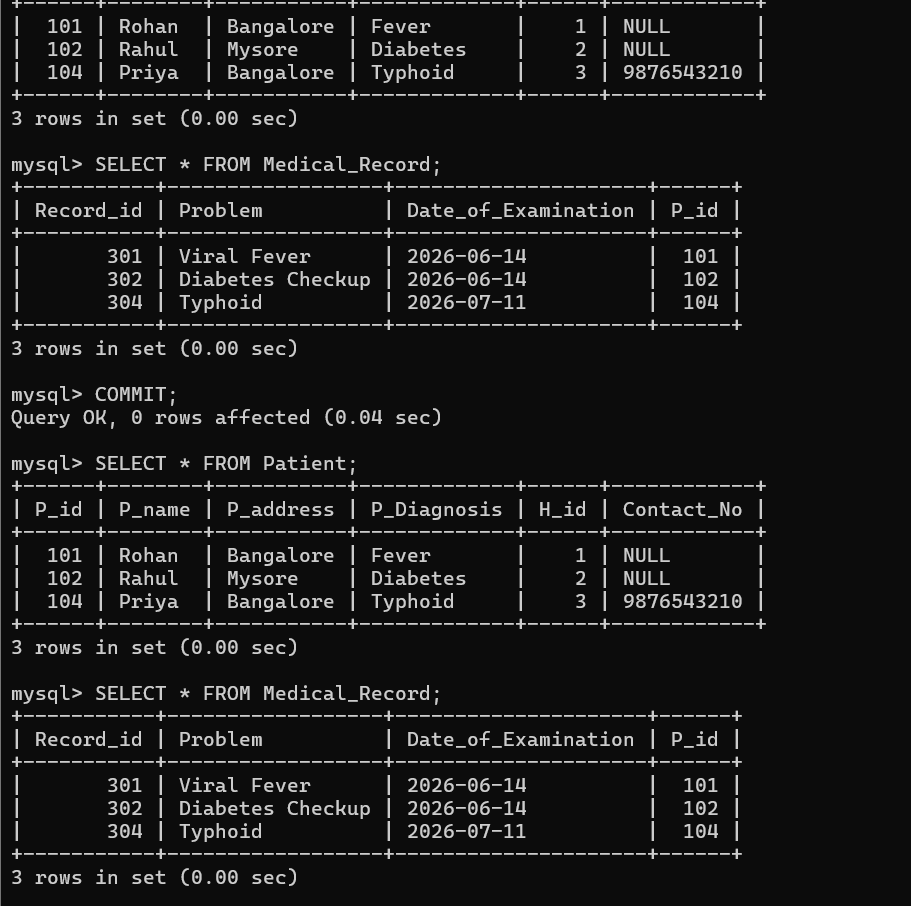 +------+--------+-----------+-------------+------+------------+
|  101 | Rohan  | Bangalore | Fever       |    1 | NULL       |
|  102 | Rahul  | Mysore    | Diabetes    |    2 | NULL       |
|  104 | Priya  | Bangalore | Typhoid     |    3 | 9876543210 |
+------+--------+-----------+-------------+------+------------+
3 rows in set (0.00 sec)

mysql> SELECT * FROM Medical_Record;
+-----------+------------------+---------------------+------+
| Record_id | Problem          | Date_of_Examination | P_id |
+-----------+------------------+---------------------+------+
|       301 | Viral Fever      | 2026-06-14          |  101 |
|       302 | Diabetes Checkup | 2026-06-14          |  102 |
|       304 | Typhoid          | 2026-07-11          |  104 |
+-----------+------------------+---------------------+------+
3 rows in set (0.00 sec)

mysql> COMMIT;
Query OK, 0 rows affected (0.04 sec)

mysql> SELECT * FROM Patient;
+------+--------+-----------+-------------+------+------------+
| P_id | P_name | P_address | P_Diagnosis | H_id | Contact_No |
+------+--------+-----------+-------------+------+------------+
|  101 | Rohan  | Bangalore | Fever       |    1 | NULL       |
|  102 | Rahul  | Mysore    | Diabetes    |    2 | NULL       |
|  104 | Priya  | Bangalore | Typhoid     |    3 | 9876543210 |
+------+--------+-----------+-------------+------+------------+
3 rows in set (0.00 sec)

mysql> SELECT * FROM Medical_Record;
+-----------+------------------+---------------------+------+
| Record_id | Problem          | Date_of_Examination | P_id |
+-----------+------------------+---------------------+------+
|       301 | Viral Fever      | 2026-06-14          |  101 |
|       302 | Diabetes Checkup | 2026-06-14          |  102 |
|       304 | Typhoid          | 2026-07-11          |  104 |
+-----------+------------------+---------------------+------+
3 rows in set (0.00 sec)